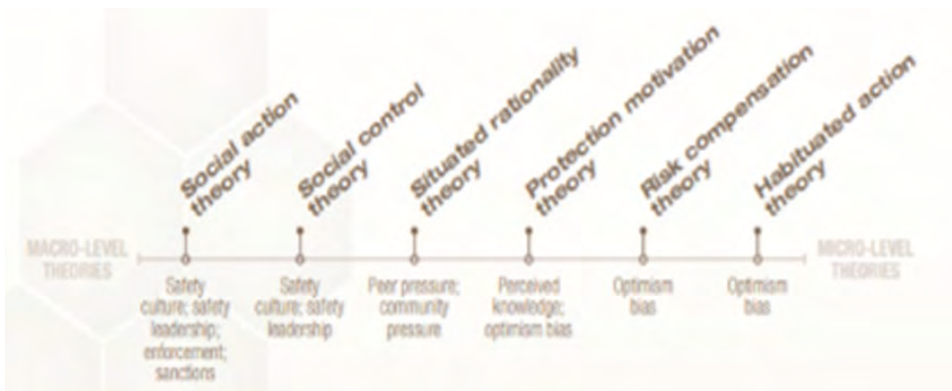 Social action
theory
Social control
theory
Situated rationality
theory
Protection motivation
theory
Risk compensation
theory
Habituated action
theory
MACRO-LEVEL
THEORIES
MICRO-LEVEL
THEORIES
Safety
culture; safety
leadership;
enforcement;
sanctions
Safety
culture; safety
leadership
Peer pressure;
community
pressure
Perceived
knowledge;
optimism bias
Optimism
bias
Optimism
bias